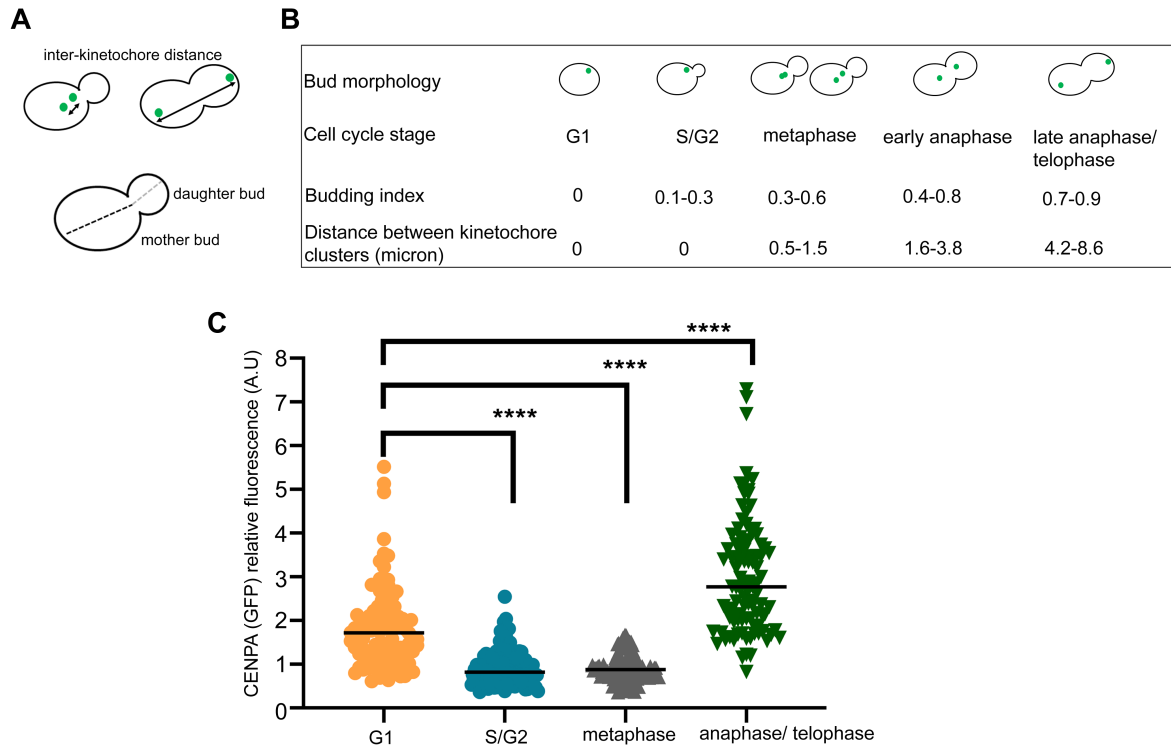 A
inter-kinetochore distance
daughter bud
mother bud
B
Bud morphology
Cell cycle stage G1 S/G2 metaphase early anaphase late anaphase/
telophase
Budding index 0 0.1-0.3 0.3-0.6 0.4-0.8 0.7-0.9
Distance between kinetochore
clusters (micron) 0 0 0.5-1.5 1.6-3.8 4.2-8.6
C
CENPA (GFP) relative fluorescence (A.U)
8
7
6
5
4
3
2
1
0
****
****
****
G1 S/G2 metaphase anaphase/ telophase